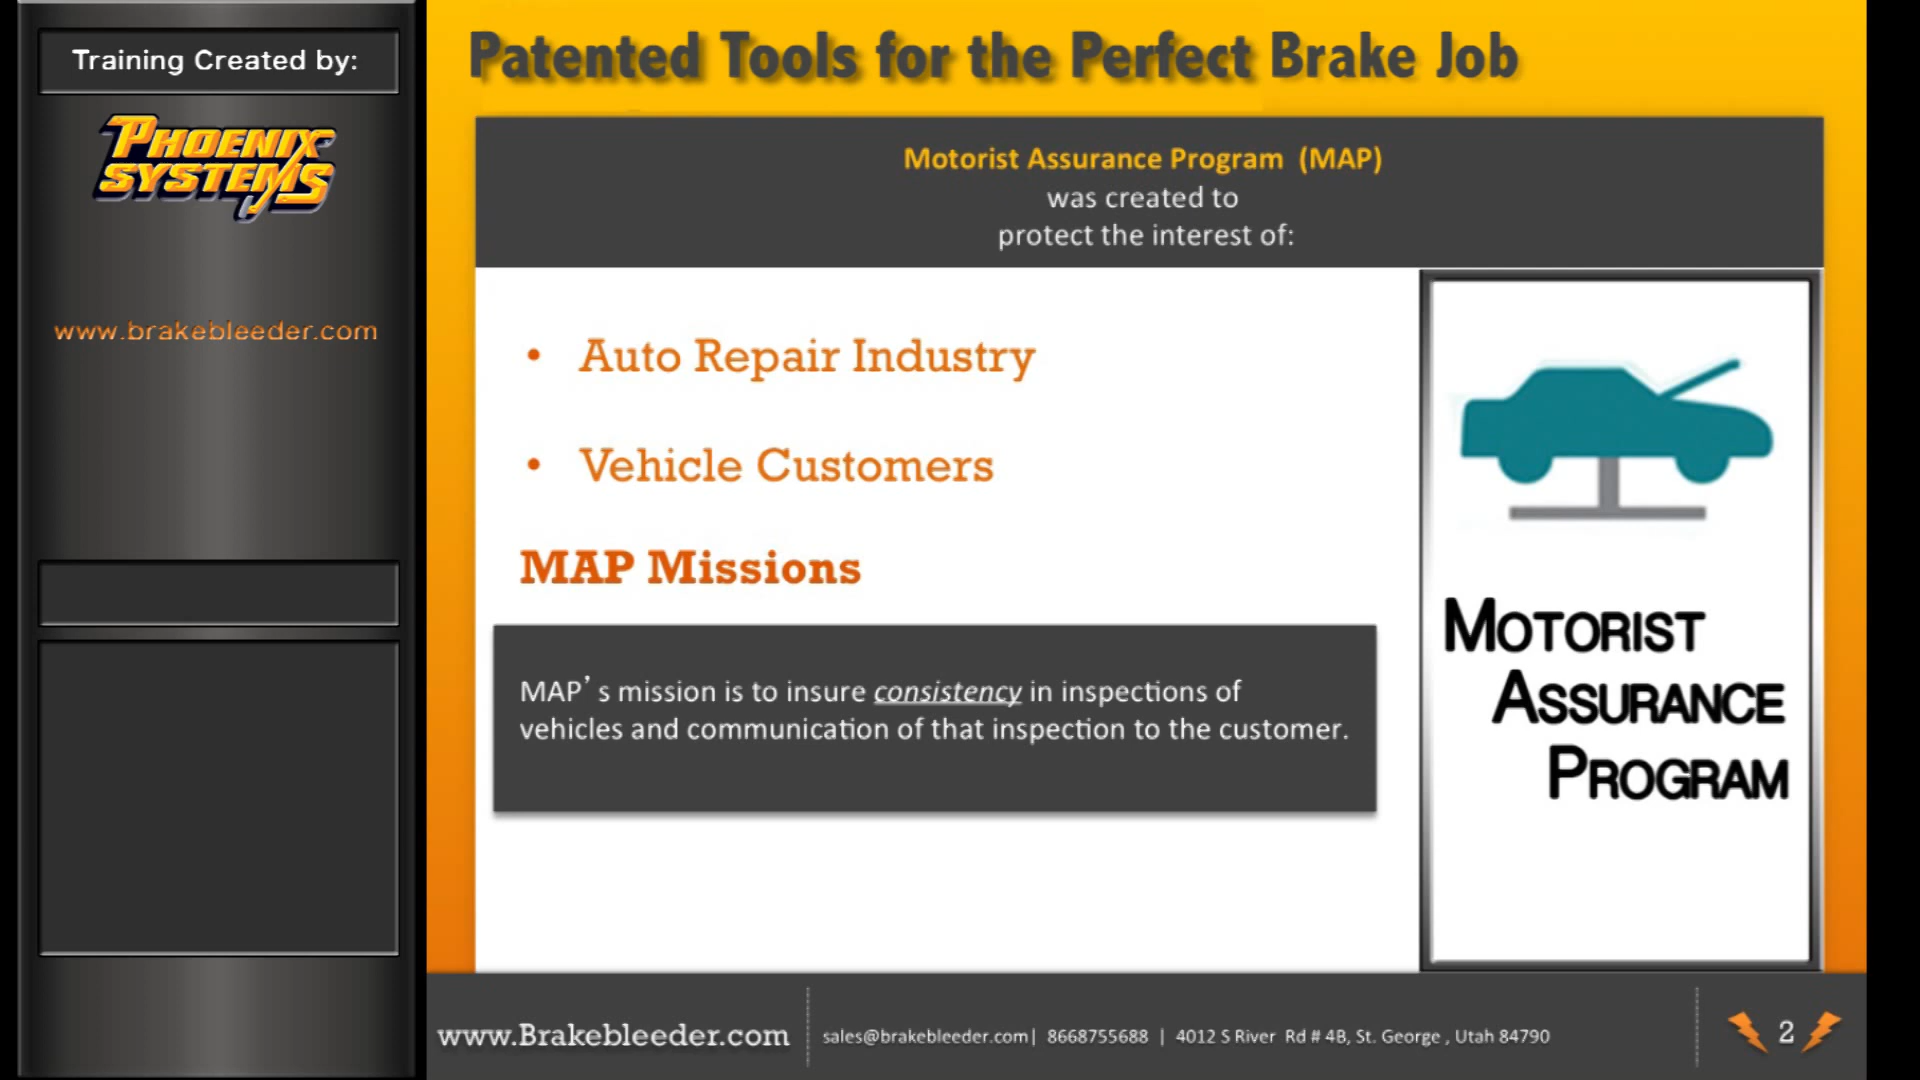 Training Created by:
PHOENIX
SYSTEMS
www.brakebleeder.com
Patented Tools for the Perfect Brake Job
Motorist Assurance Program (MAP)
was created to
protect the interest of:
• Auto Repair Industry
• Vehicle Customers
MAP Missions
MAP’s mission is to insure consistency in inspections of
vehicles and communication of that inspection to the customer.
MOTORIST
ASSURANCE
PROGRAM
www.Brakebleeder.com
sales@brakebleeder.com| 8668755688 | 4012 S River Rd # 4B, St. George , Utah 84790
2